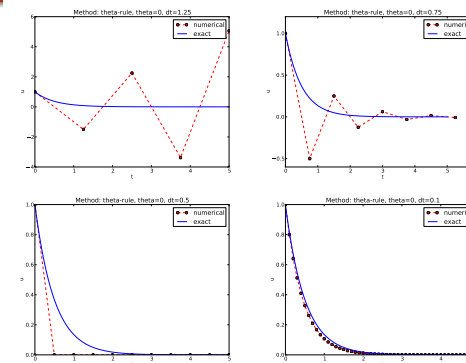 Method: theta-rule, theta=0, dt=1.25
numerical
exact
6
4
2
0
−2
−4
u
0 1 2 3 4 5
t
Method: theta-rule, theta=0, dt=0.75
numeric
exact
1.0
0.5
0.0
−0.5
u
0 1 2 3 4 5
t
Method: theta-rule, theta=0, dt=0.5
numerical
exact
1.0
0.8
0.6
0.4
0.2
0.0
u
0 1 2 3 4 5
Method: theta-rule, theta=0, dt=0.1
numeric
exact
1.0
0.8
0.6
0.4
0.2
0.0
u
0 1 2 3 4